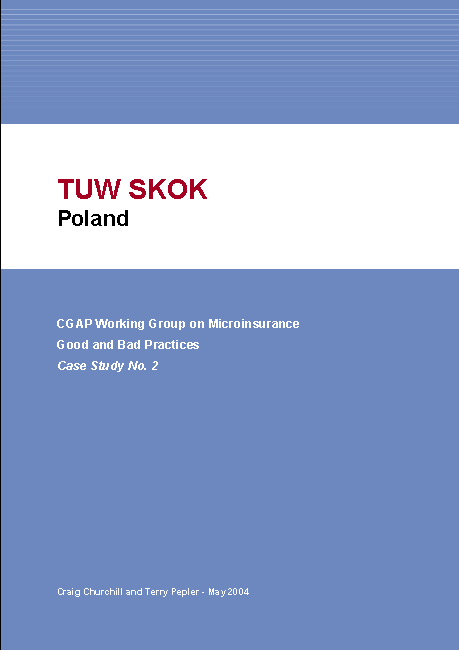 TUW SKOK
Poland
CGAP Working Group on Microinsurance
Good and Bad Practices
Case Study No. 2
Craig Churchill and Terry Pepler - May 2004